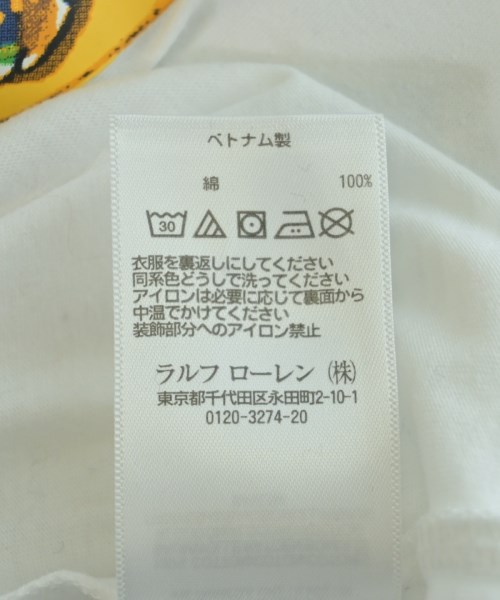 ベトナム製
綿 100%
30
衣服を裏返しにしてください
同系色どうしで洗ってください
アイロンは必要に応じて裏面から
中温でかけてください
装飾部分へのアイロン禁止
ラルフ ローレン (株)
東京都千代田区永田町2-10-1
0120-3274-20